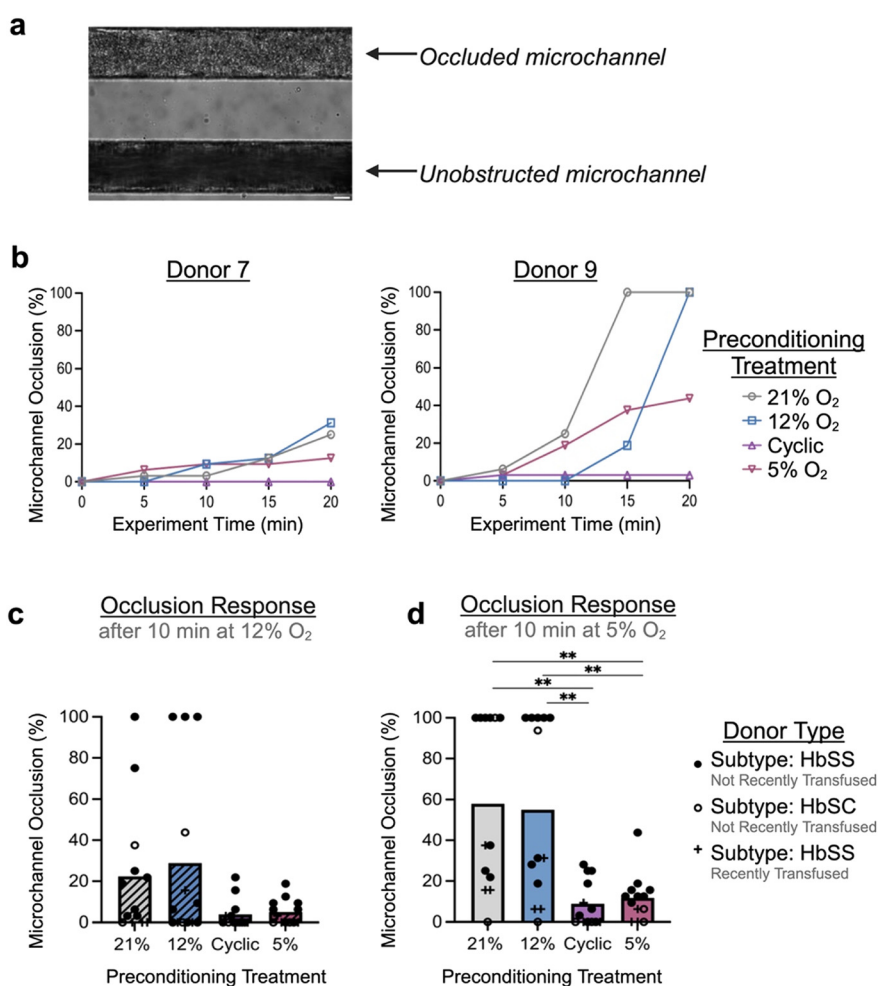 a
Occluded microchannel
Unobstructed microchannel
b
Donor 7
Microchannel Occlusion (%)
100
80
60
40
20
0
0
5
10
15
20
Experiment Time (min)
Donor 9
Microchannel Occlusion (%)
100
80
60
40
20
0
0
5
10
15
20
Experiment Time (min)
Preconditioning
Treatment
21% O₂
12% O₂
Cyclic
5% O₂
c
Occlusion Response
after 10 min at 12% O₂
Microchannel Occlusion (%)
100
80
60
40
20
0
21%
12%
Cyclic
5%
Preconditioning Treatment
d
Occlusion Response
after 10 min at 5% O₂
**
**
**
**
Microchannel Occlusion (%)
100
80
60
40
20
0
21%
12%
Cyclic
5%
Preconditioning Treatment
Donor Type
Subtype: HbSS
Not Recently Transfused
Subtype: HbSC
Not Recently Transfused
Subtype: HbSS
Recently Transfused